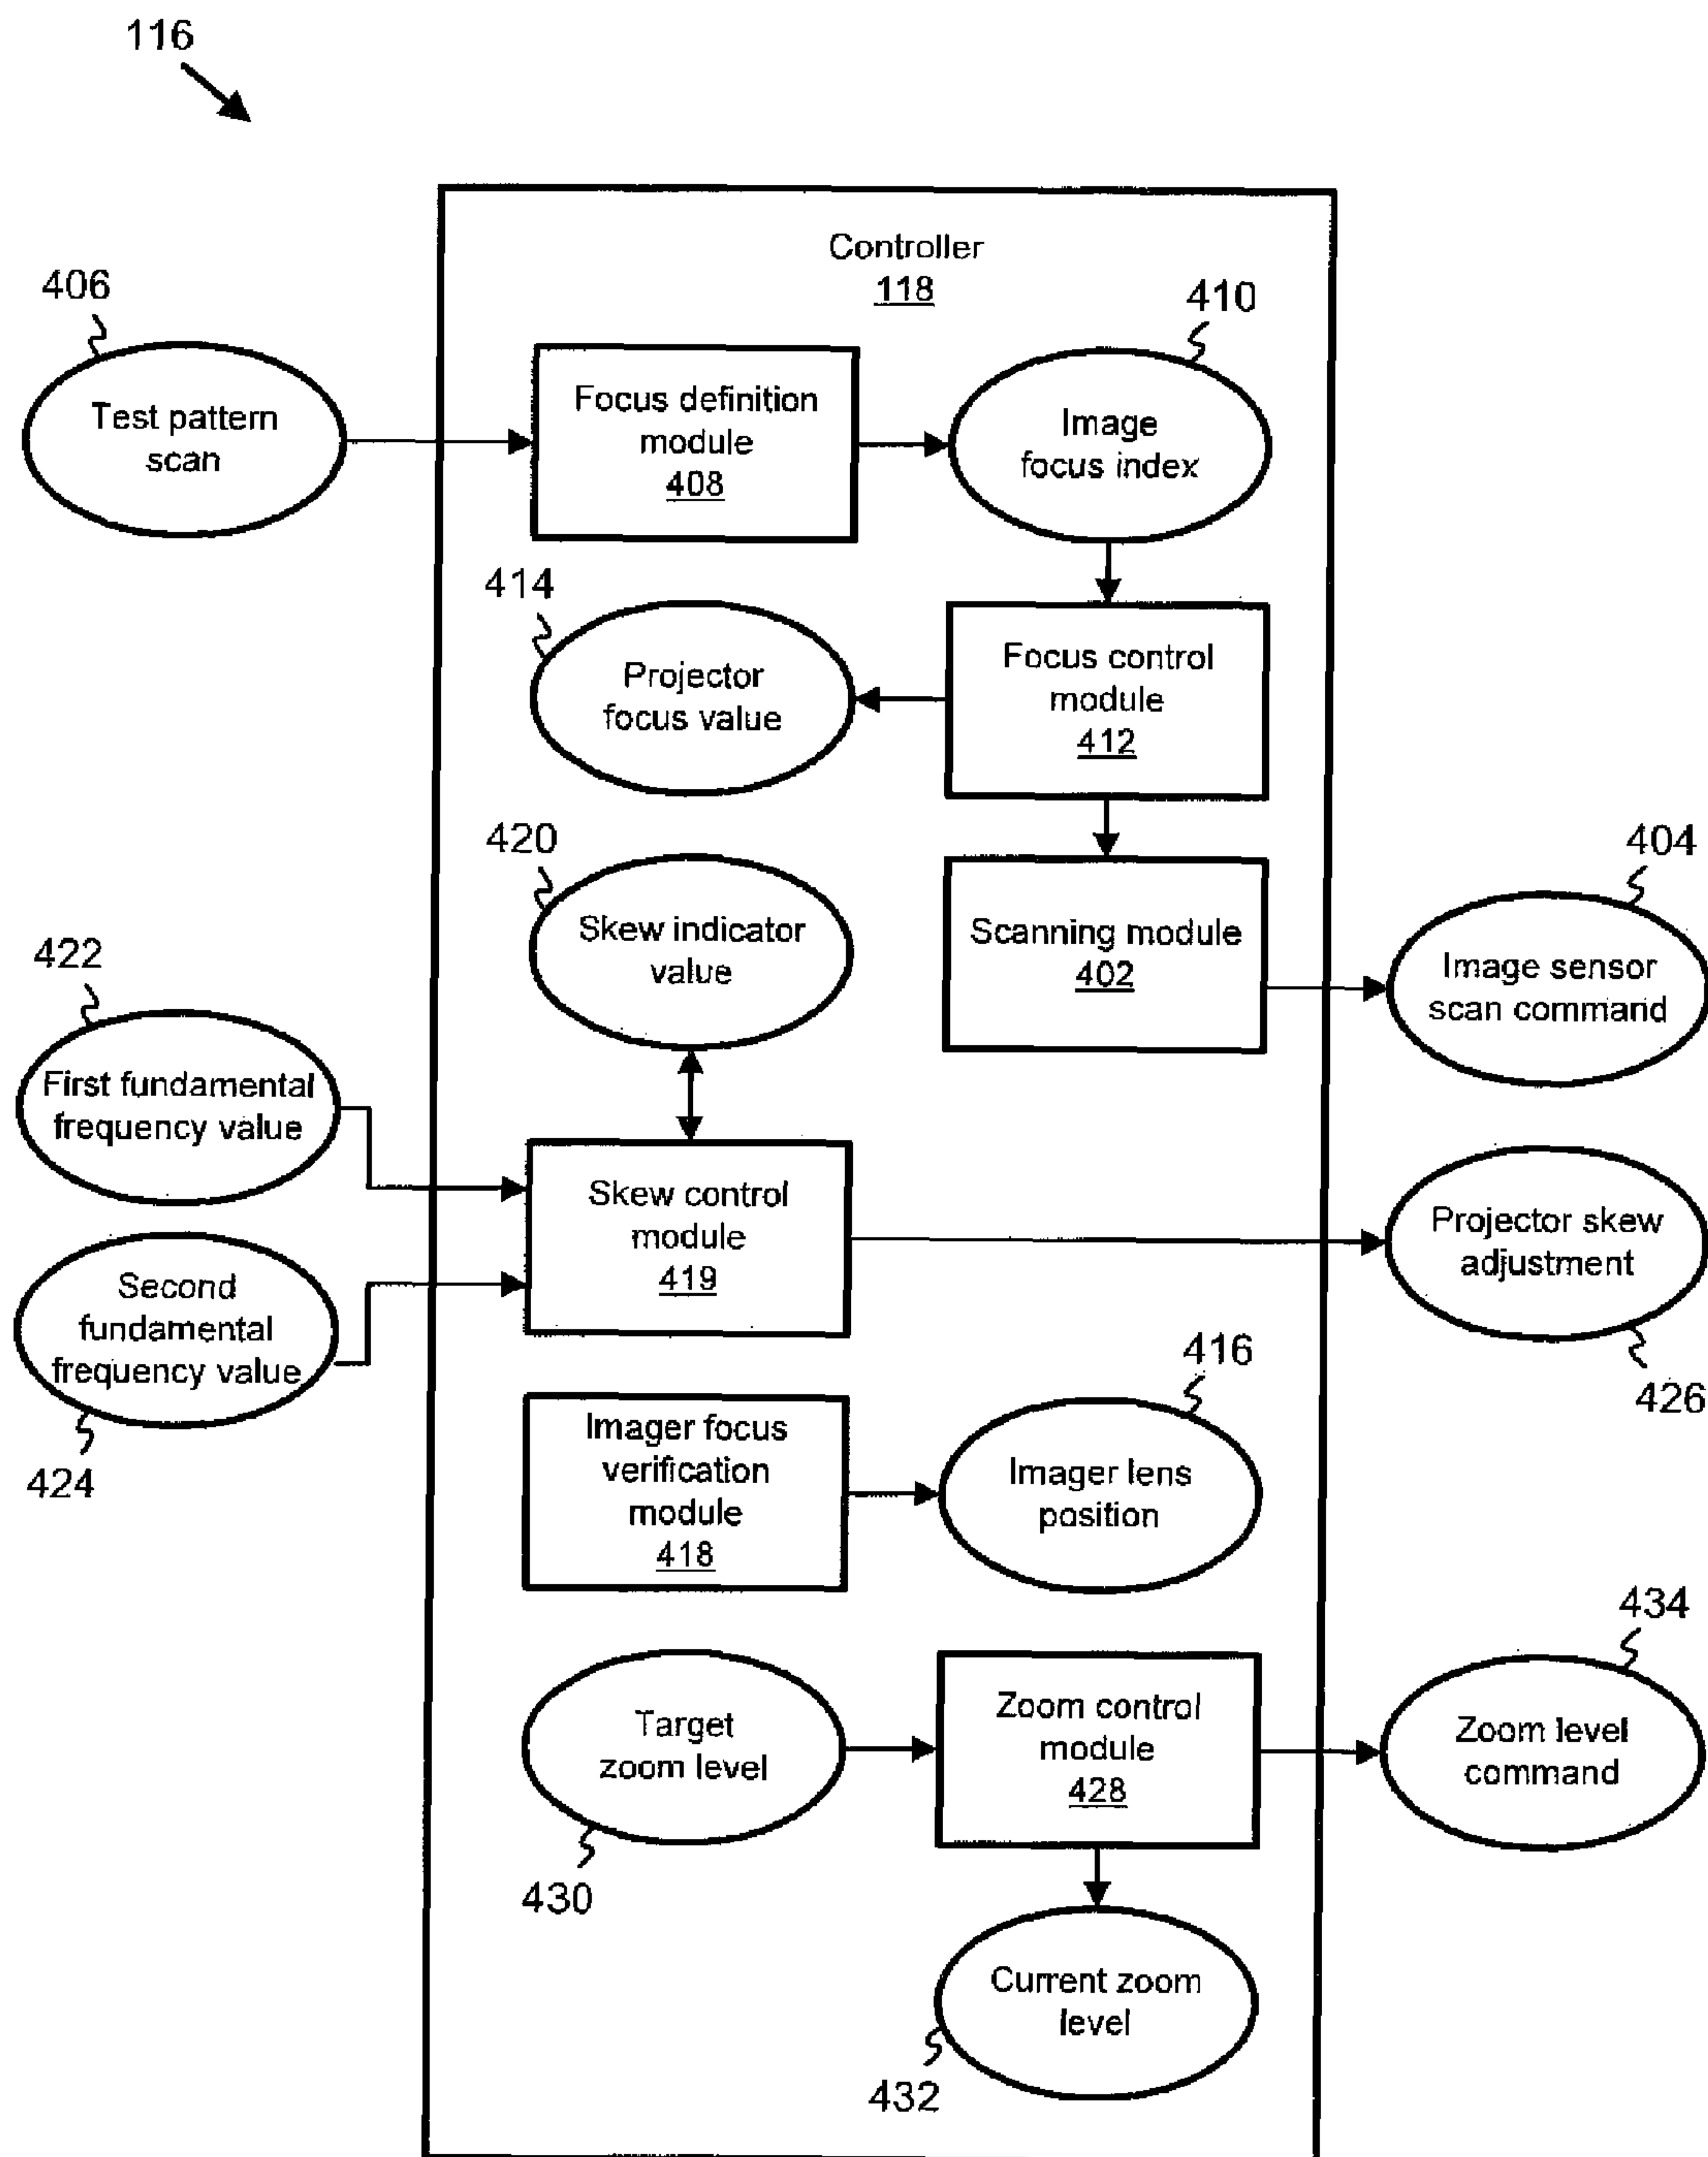 116
Controller
118
406
Test pattern
scan
Focus definition
module
408
410
Image
focus index
414
Projector
focus value
Focus control
module
412
420
Skew indicator
value
Scanning module
402
404
Image sensor
scan command
422
First fundamental
frequency value
Second
fundamental
frequency value
424
Skew control
module
419
Projector skew
adjustment
426
Imager focus
verification
module
418
416
Imager lens
position
Target
zoom level
430
Zoom control
module
428
434
Zoom level
command
Current zoom
level
432